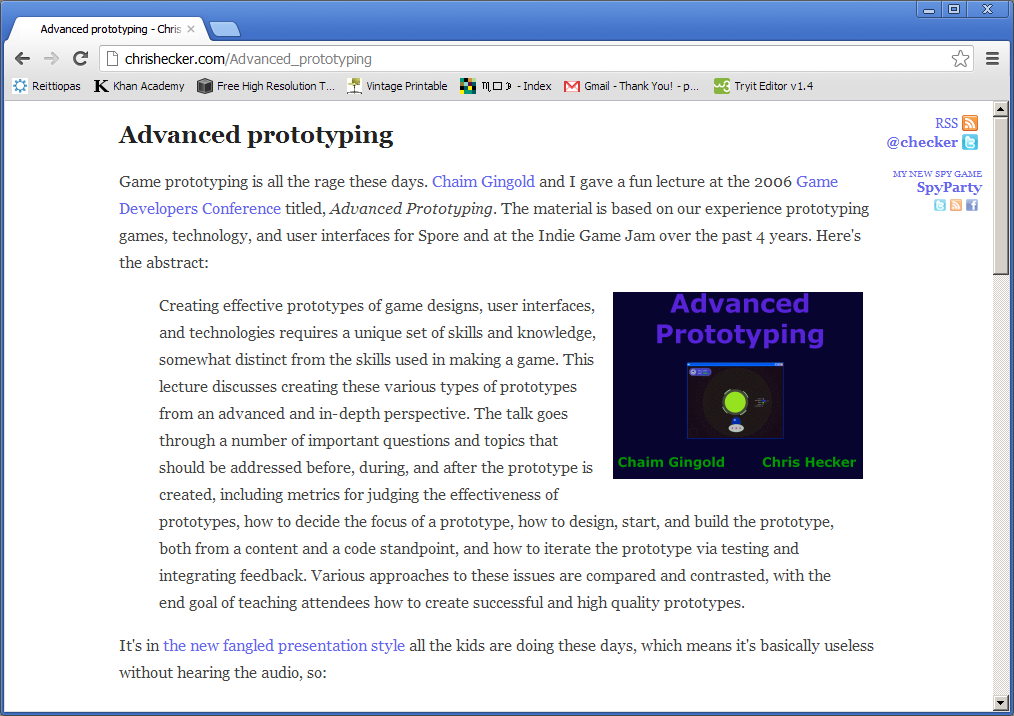 Advanced prototyping - Chris
chrishecker.com/Advanced_prototyping
Reittiopas
Khan Academy
Free High Resolution T...
Vintage Printable
- Index
Gmail - Thank You! - p...
Tryit Editor v1.4
RSS
@checker
MY NEW SPY GAME
SpyParty
Advanced prototyping
Game prototyping is all the rage these days. Chaim Gingold and I gave a fun lecture at the 2006 Game
Developers Conference titled, Advanced Prototyping. The material is based on our experience prototyping
games, technology, and user interfaces for Spore and at the Indie Game Jam over the past 4 years. Here's
the abstract:
Creating effective prototypes of game designs, user interfaces,
and technologies requires a unique set of skills and knowledge,
somewhat distinct from the skills used in making a game. This
lecture discusses creating these various types of prototypes
from an advanced and in-depth perspective. The talk goes
through a number of important questions and topics that
should be addressed before, during, and after the prototype is
created, including metrics for judging the effectiveness of
prototypes, how to decide the focus of a prototype, how to design, start, and build the prototype,
both from a content and a code standpoint, and how to iterate the prototype via testing and
integrating feedback. Various approaches to these issues are compared and contrasted, with the
end goal of teaching attendees how to create successful and high quality prototypes.
Advanced
Prototyping
Chaim Gingold
Chris Hecker
It's in the new fangled presentation style all the kids are doing these days, which means it's basically useless
without hearing the audio, so: